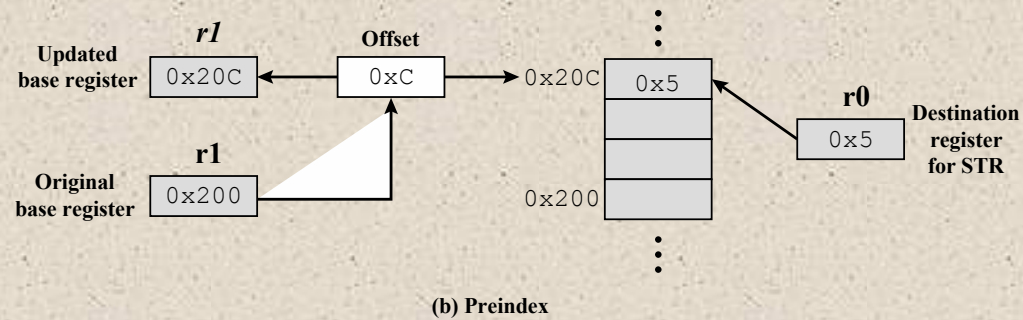 r1
Offset
Updated
base register
0x20C
0xC
0x20C
0x5
r0
0x5
Destination
register
for STR
r1
Original
base register
0x200
0x200
(b) Preindex